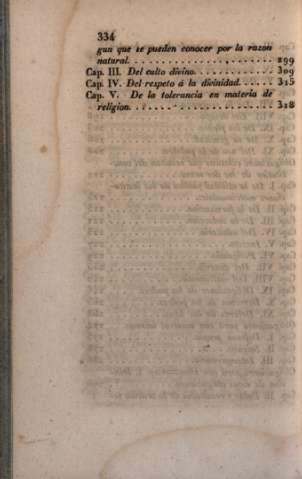 334
gun que se pueden conocer por la razon
natural. . . . . . . . . . . . . . . . . . . . 299
Cap. III. Del culto divino. . . . . . . . . . . . 309
Cap. IV. Del respeto á la divinidad. . . . . . 315
Cap. V. De la tolerancia en materia de
religion. . . . . . . . . . . . . . . . . . . . 318